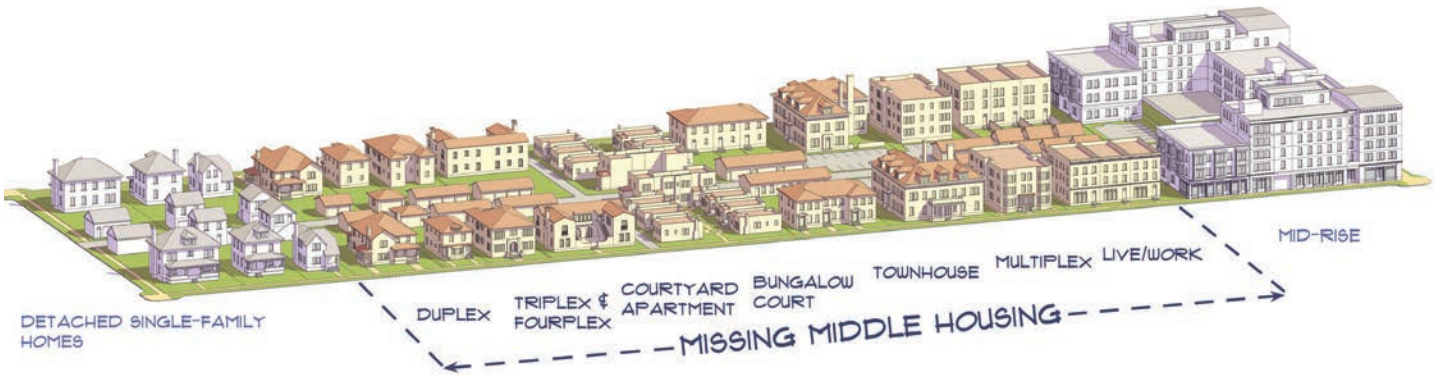 DETACHED SINGLE-FAMILY
HOMES
DUPLEX
TRIPLEX &
FOURPLEX
COURTYARD
APARTMENT
BUNGALOW
COURT
TOWNHOUSE
MULTIPLEX
LIVE/WORK
MID-RISE
MISSING MIDDLE HOUSING